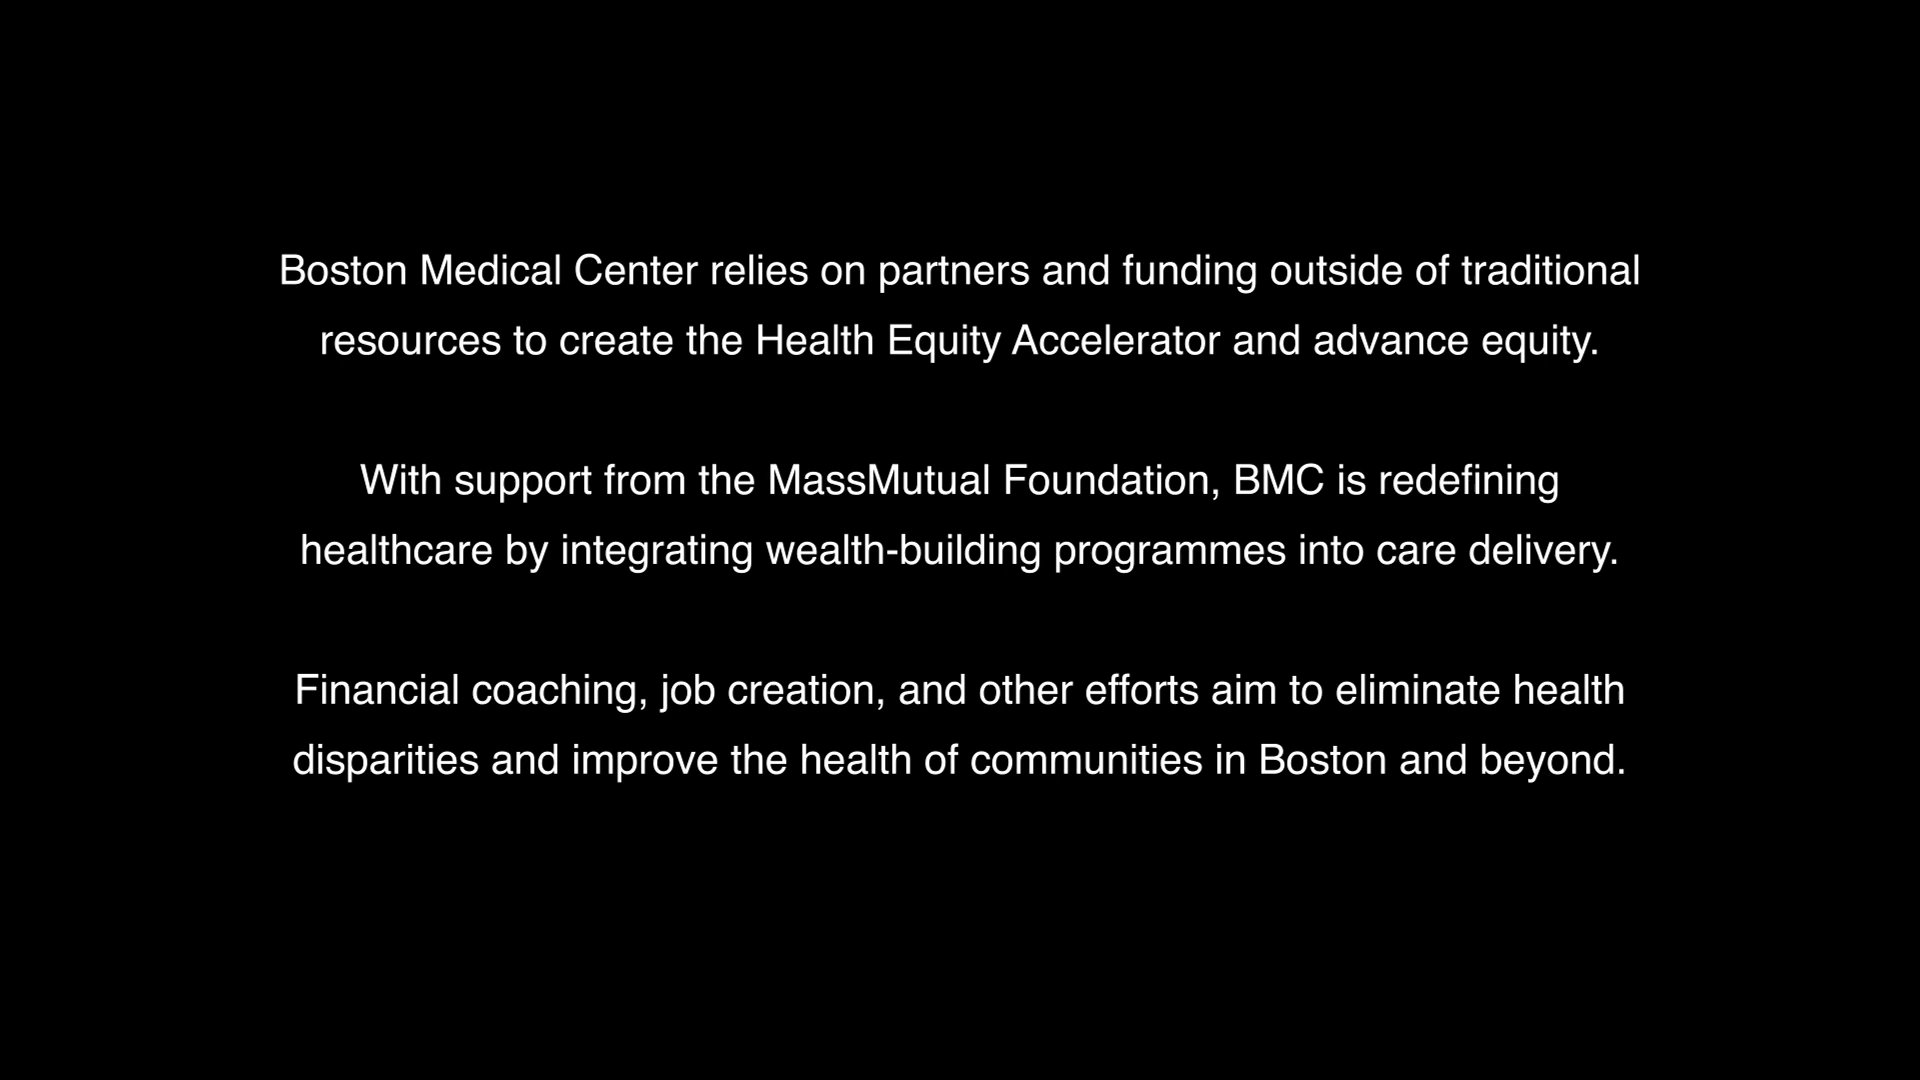 Boston Medical Center relies on partners and funding outside of traditional
resources to create the Health Equity Accelerator and advance equity.
With support from the MassMutual Foundation, BMC is redefining
healthcare by integrating wealth-building programmes into care delivery.
Financial coaching, job creation, and other efforts aim to eliminate health
disparities and improve the health of communities in Boston and beyond.